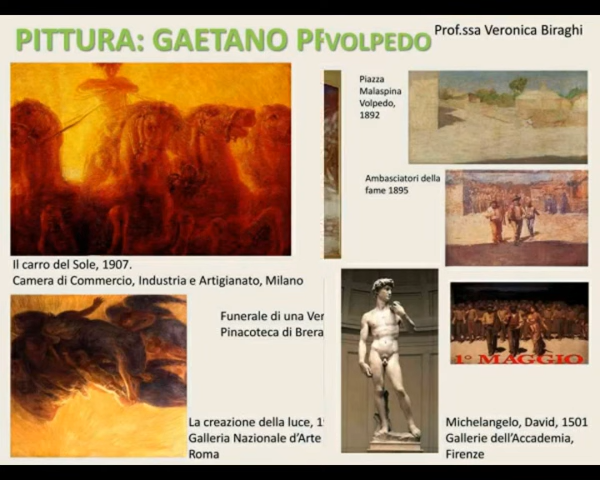 PITTURA: GAETANO PF
VOLPEDO
Prof.ssa Veronica Biraghi
Piazza
Malaspina
Volpedo,
1892
Ambasciatori della
fame 1895
Il carro del Sole, 1907.
Camera di Commercio, Industria e Artigianato, Milano
Funerale di una Ver
Pinacoteca di Brera
1° MAGGIO
La creazione della luce, 1
Galleria Nazionale d'Arte
Roma
Michelangelo, David, 1501
Gallerie dell'Accademia,
Firenze